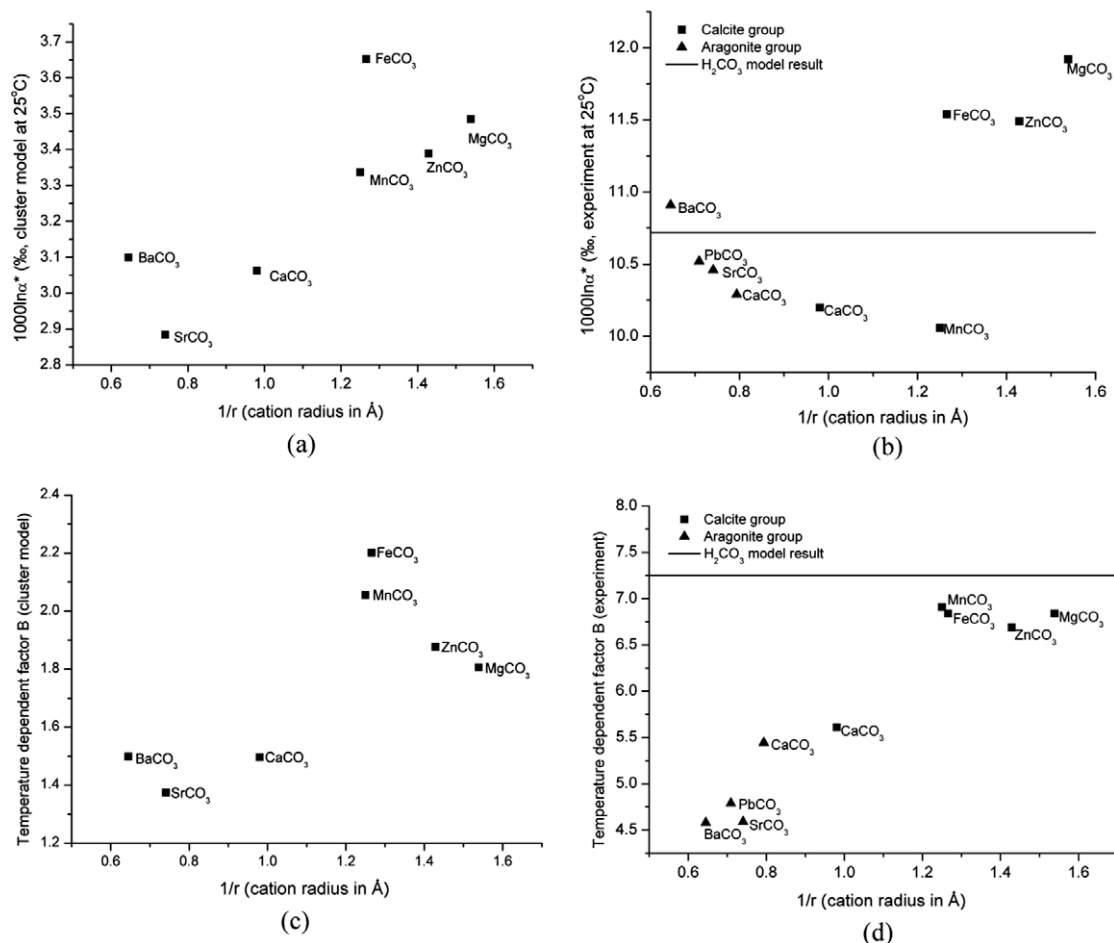 3.7
3.6
3.5
3.4
3.3
3.2
3.1
3.0
2.9
2.8
1000lnα* (‰, cluster model at 25°C)
FeCO₃
MgCO₃
ZnCO₃
MnCO₃
BaCO₃
CaCO₃
SrCO₃
0.6 0.8 1.0 1.2 1.4 1.6
1/r (cation radius in Å)
(a)
Calcite group
Aragonite group
H₂CO₃ model result
12.0
11.5
11.0
10.5
10.0
1000lnα* (‰, experiment at 25°C)
MgCO₃
FeCO₃
ZnCO₃
BaCO₃
PbCO₃
SrCO₃
CaCO₃
CaCO₃
MnCO₃
0.6 0.8 1.0 1.2 1.4 1.6
1/r (cation radius in Å)
(b)
2.4
2.2
2.0
1.8
1.6
1.4
1.2
Temperature dependent factor B (cluster model)
FeCO₃
MnCO₃
ZnCO₃
MgCO₃
BaCO₃
CaCO₃
SrCO₃
0.6 0.8 1.0 1.2 1.4 1.6
1/r (cation radius in Å)
(c)
Calcite group
Aragonite group
H₂CO₃ model result
8.0
7.5
7.0
6.5
6.0
5.5
5.0
4.5
Temperature dependent factor B (experiment)
MnCO₃
FeCO₃
MgCO₃
ZnCO₃
CaCO₃
CaCO₃
PbCO₃
SrCO₃
BaCO₃
0.6 0.8 1.0 1.2 1.4 1.6
1/r (cation radius in Å)
(d)